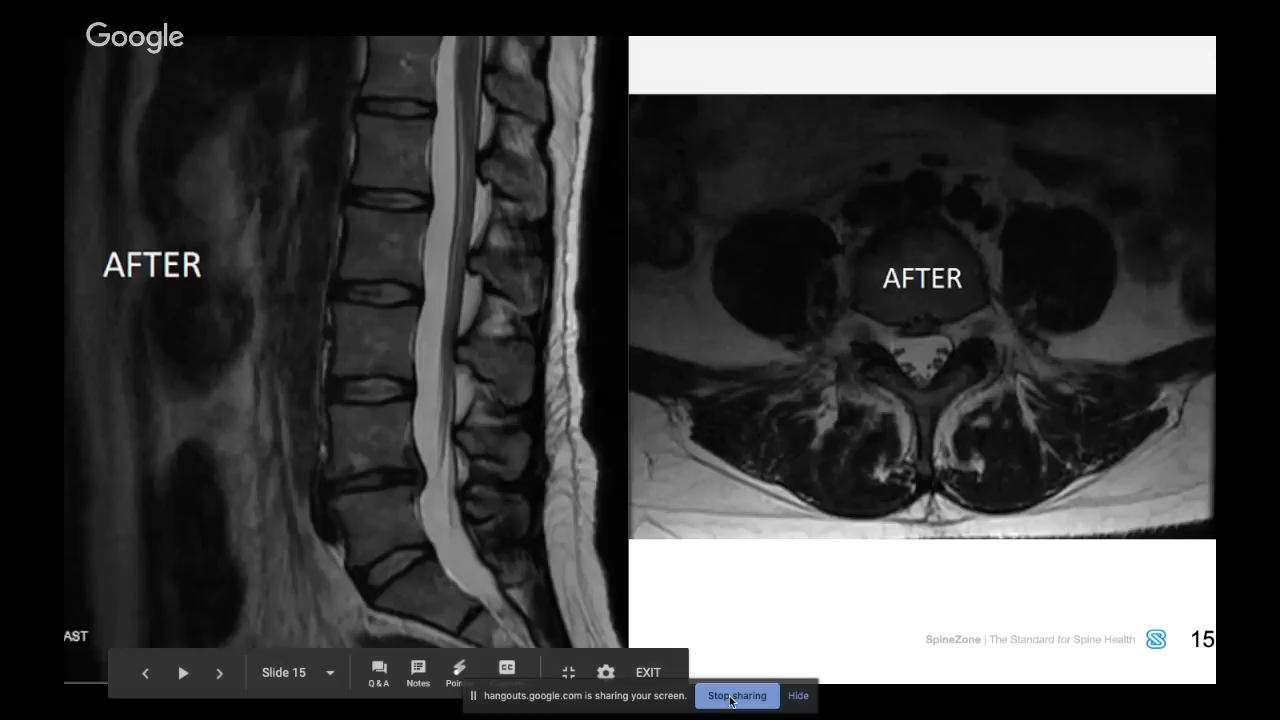 Google
AFTER
AFTER
AST
SpineZone | The Standard for Spine Health
15
Slide 15
Q & A
Notes
EXIT
hangouts.google.com is sharing your screen.
Stop sharing
Hide